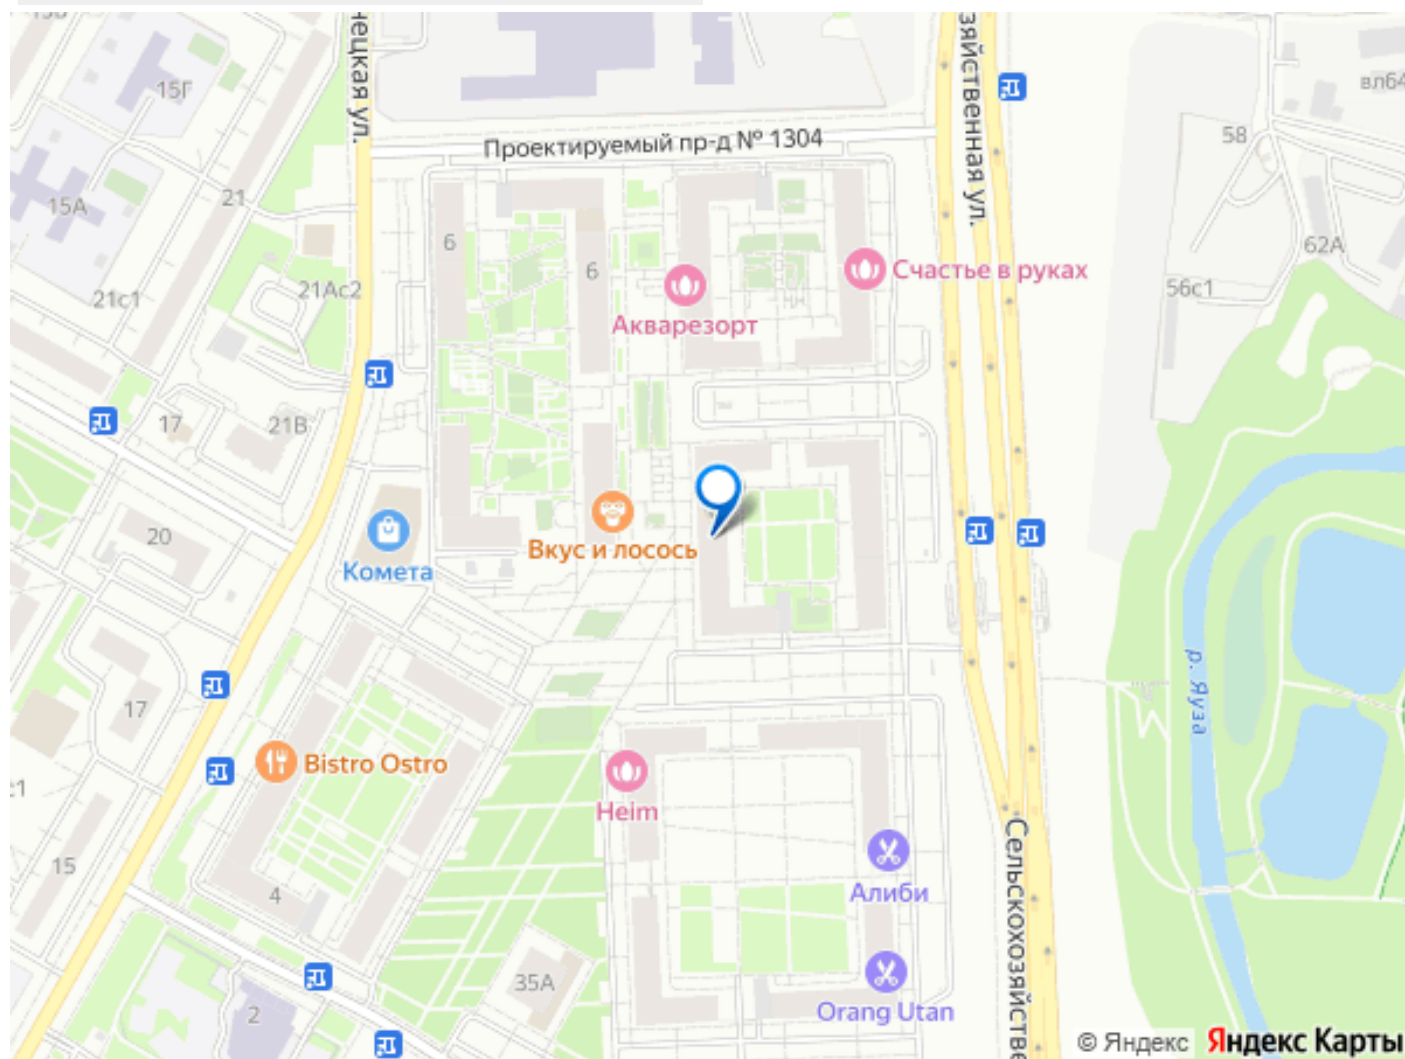 15Г
нецкая ул.
зяйственная ул.
вл64
58
Проектируемый пр-д № 1304
15А
21
62А
6
6
21с1
21Ас2
Счастье в руках
56с1
Акварезорт
17
21В
20
Вкус и лосось
Комета
р. Яуза
17
Bistro Ostro
с1
Heim
15
Сельскохозяйстве
Алиби
4
35А
2
Orang Utan
© Яндекс Яндекс Карты